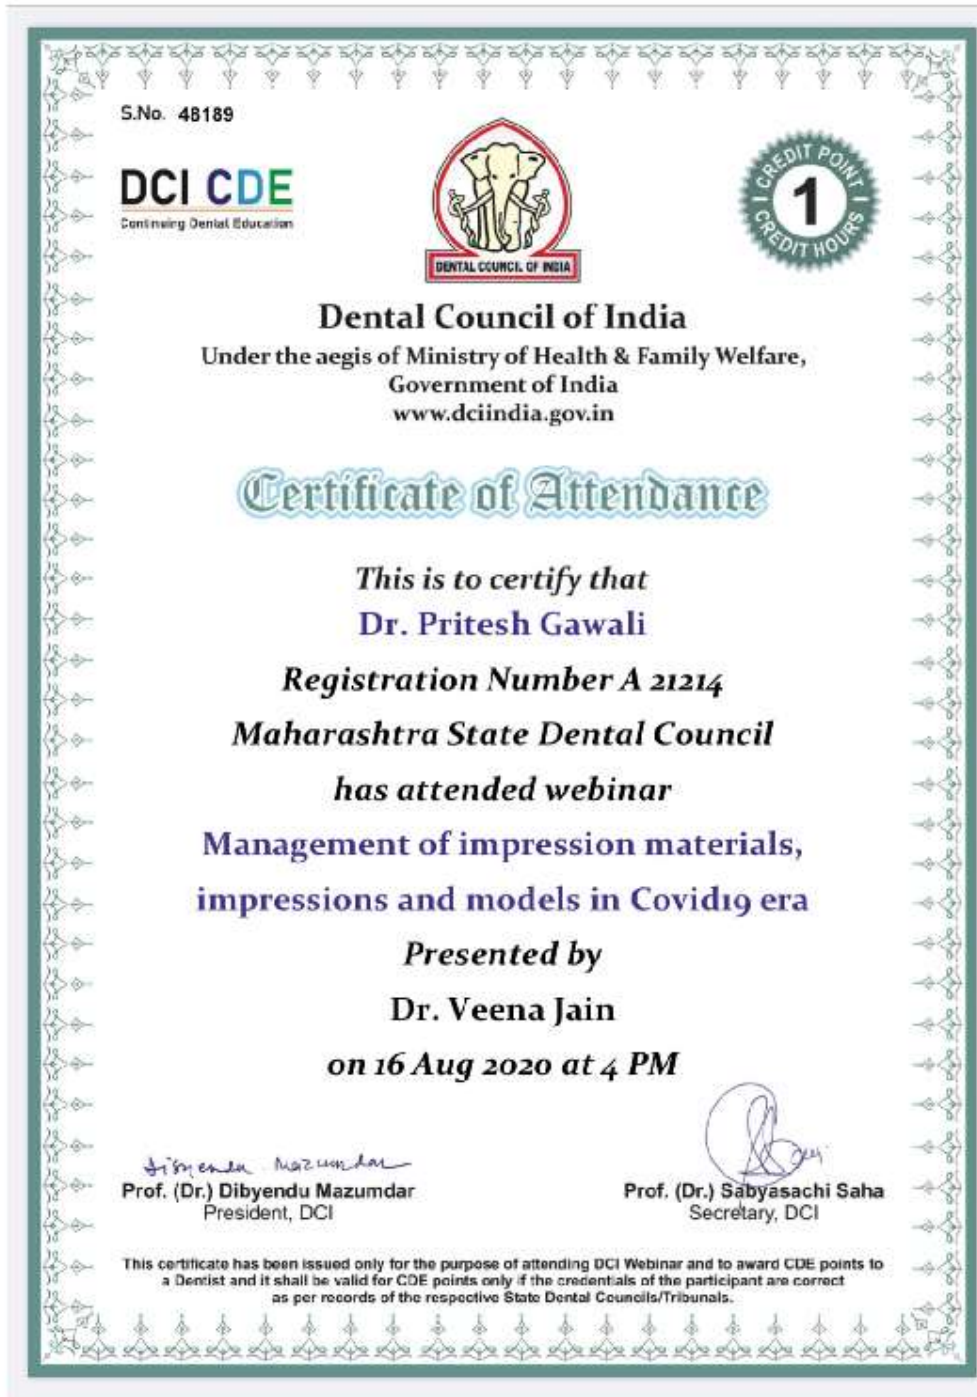 S.No. 48189
DCI CDE
Continuing Dental Education
DENTAL COUNCIL OF INDIA
CREDIT POINT
1
CREDIT HOURS
Dental Council of India
Under the aegis of Ministry of Health & Family Welfare,
Government of India
www.dciindia.gov.in
Certificate of Attendance
This is to certify that
Dr. Pritesh Gawali
Registration Number A 21214
Maharashtra State Dental Council
has attended webinar
Management of impression materials,
impressions and models in Covid19 era
Presented by
Dr. Veena Jain
on 16 Aug 2020 at 4 PM
Dibyendu Mazumdar
Prof. (Dr.) Dibyendu Mazumdar
President, DCI
Prof. (Dr.) Sabyasachi Saha
Secretary, DCI
This certificate has been issued only for the purpose of attending DCI Webinar and to award CDE points to
a Dentist and it shall be valid for CDE points only if the credentials of the participant are correct
as per records of the respective State Dental Councils/Tribunals.